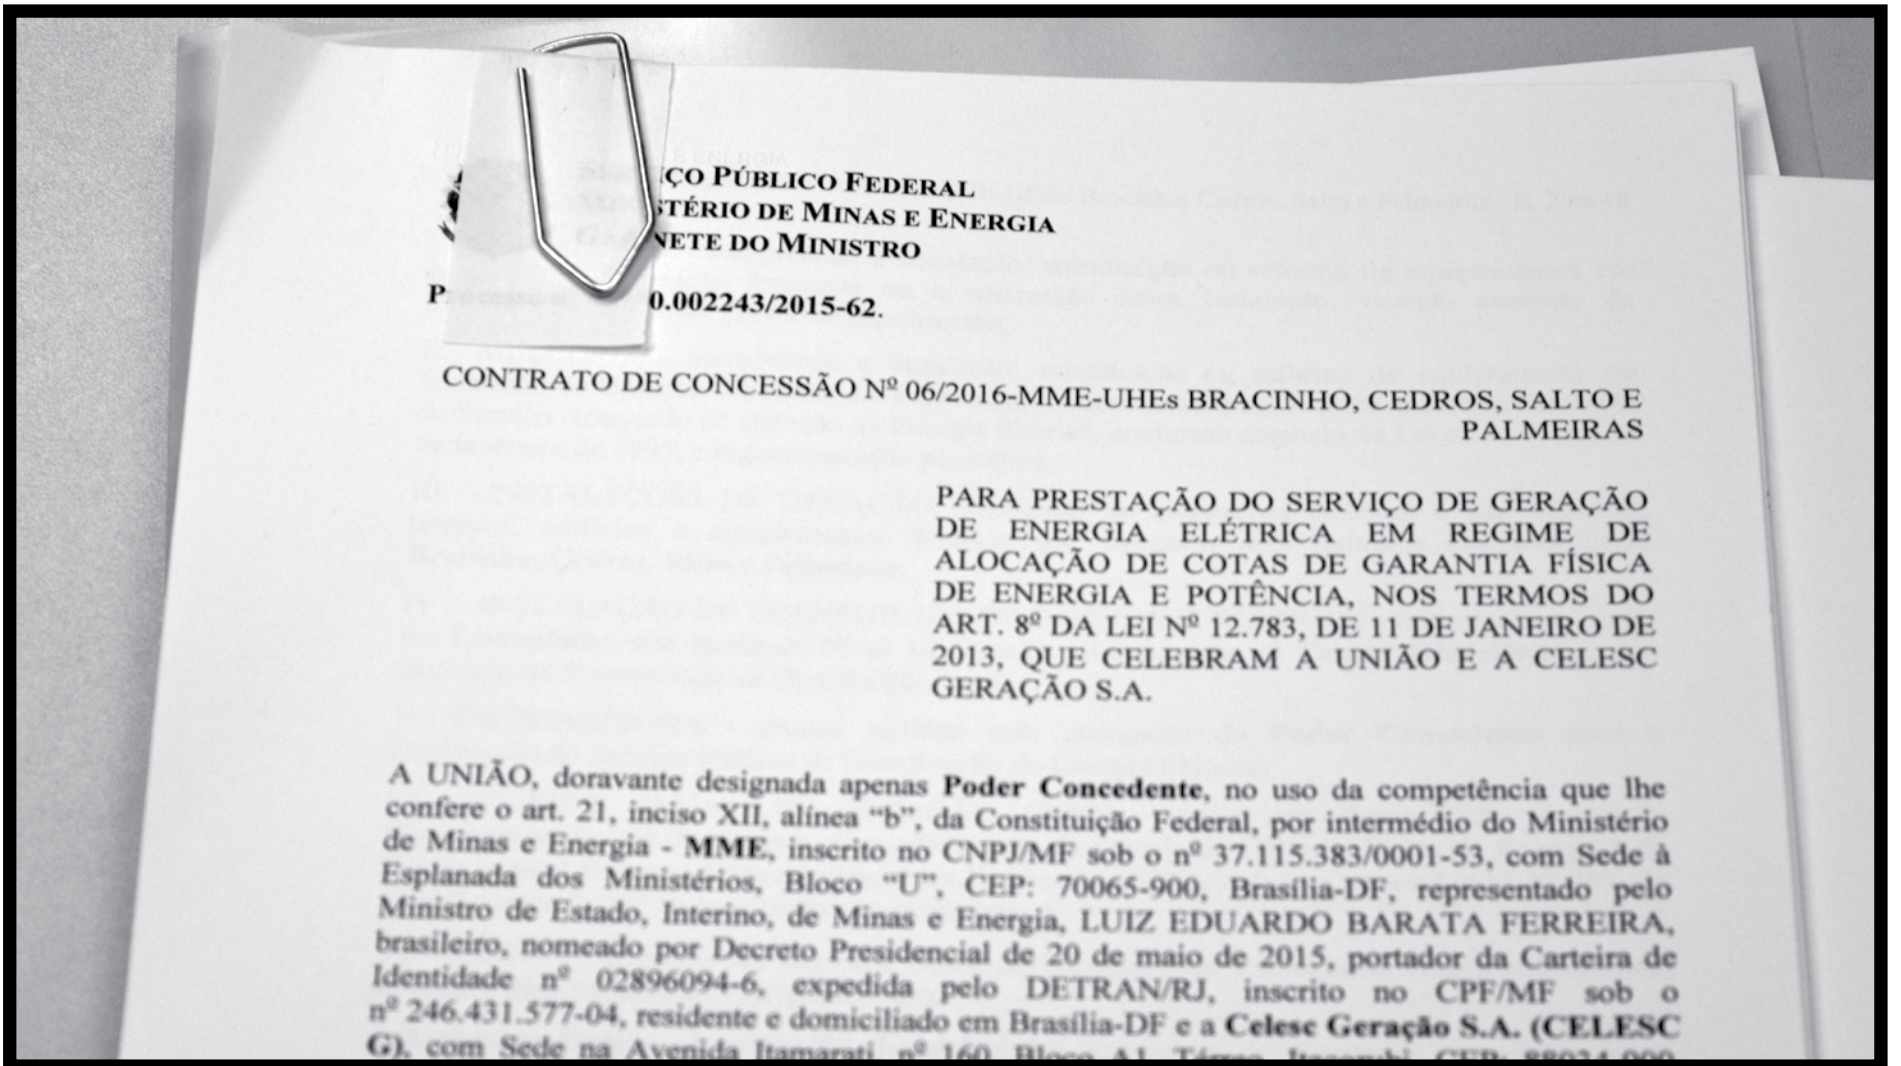 ÇO PÚBLICO FEDERAL
STÉRIO DE MINAS E ENERGIA
NETE DO MINISTRO
Processo n 0.002243/2015-62.
CONTRATO DE CONCESSÃO Nº 06/2016-MME-UHEs BRACINHO, CEDROS, SALTO E
PALMEIRAS
PARA PRESTAÇÃO DO SERVIÇO DE GERAÇÃO
DE ENERGIA ELÉTRICA EM REGIME DE
ALOCAÇÃO DE COTAS DE GARANTIA FÍSICA
DE ENERGIA E POTÊNCIA, NOS TERMOS DO
ART. 8º DA LEI Nº 12.783, DE 11 DE JANEIRO DE
2013, QUE CELEBRAM A UNIÃO E A CELESC
GERAÇÃO S.A.
A UNIÃO, doravante designada apenas Poder Concedente, no uso da competência que lhe
confere o art. 21, inciso XII, alínea “b”, da Constituição Federal, por intermédio do Ministério
de Minas e Energia - MME, inscrito no CNPJ/MF sob o nº 37.115.383/0001-53, com Sede à
Esplanada dos Ministérios, Bloco “U”, CEP: 70065-900, Brasília-DF, representado pelo
Ministro de Estado, Interino, de Minas e Energia, LUIZ EDUARDO BARATA FERREIRA,
brasileiro, nomeado por Decreto Presidencial de 20 de maio de 2015, portador da Carteira de
Identidade nº 02896094-6, expedida pelo DETRAN/RJ, inscrito no CPF/MF sob o
nº 246.431.577-04, residente e domiciliado em Brasília-DF e a Celesc Geração S.A. (CELESC
G), com Sede na Avenida Itamarati, nº 160, Bloco A1, Térreo, Itacorubi, CEP: 88034-900,